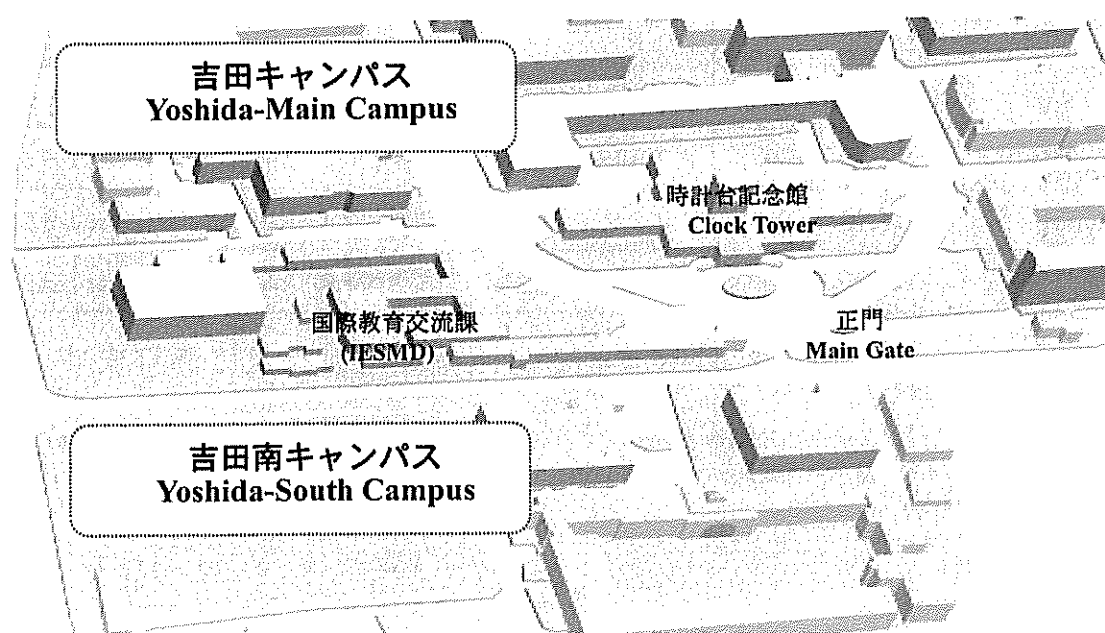 吉田キャンパス
Yoshida-Main Campus
時計台記念館
Clock Tower
国際教育交流課
(IESMD)
正門
Main Gate
吉田南キャンパス
Yoshida-South Campus